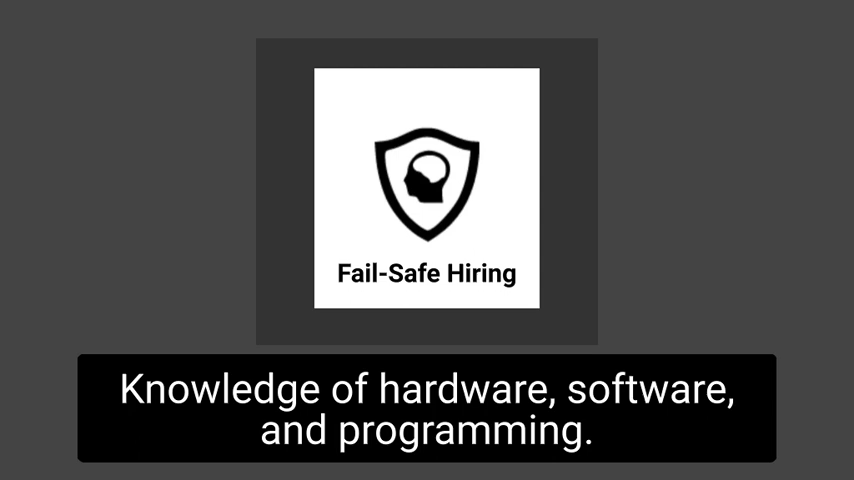 Fail-Safe Hiring
Knowledge of hardware, software,
and programming.